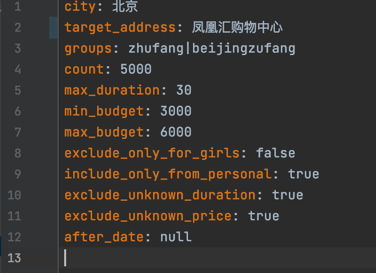 1 city: 北京
2 target_address: 凤凰汇购物中心
3 groups: zhufang|beijingzufang
4 count: 5000
5 max_duration: 30
6 min_budget: 3000
7 max_budget: 6000
8 exclude_only_for_girls: false
9 include_only_from_personal: true
10 exclude_unknown_duration: true
11 exclude_unknown_price: true
12 after_date: null
13